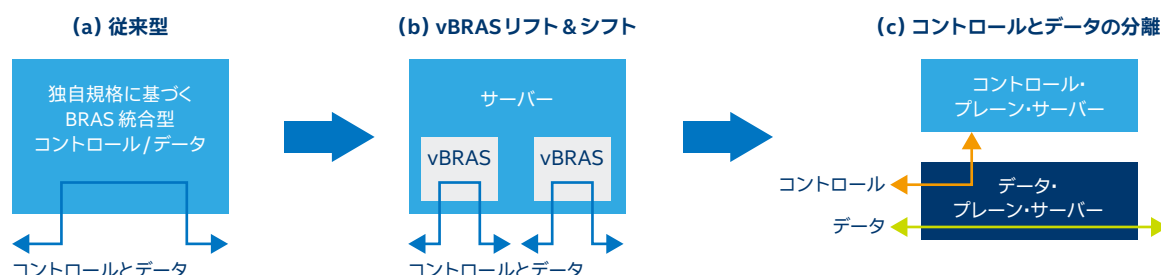 (a) 従来型
独自規格に基づく
BRAS 統合型
コントロール/データ
コントロールとデータ
(b) vBRASリフト＆シフト
サーバー
vBRAS
vBRAS
コントロールとデータ
(c) コントロールとデータの分離
コントロール・
プレーン・サーバー
コントロール
データ・
プレーン・サーバー
データ